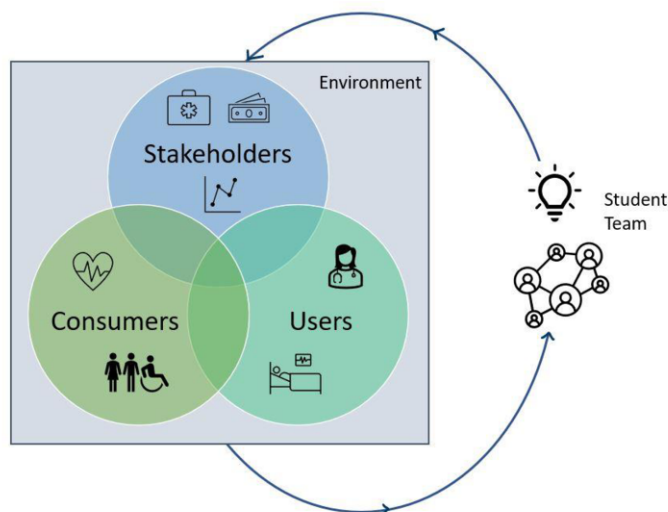 Environment
Stakeholders
Consumers
Users
Student
Team